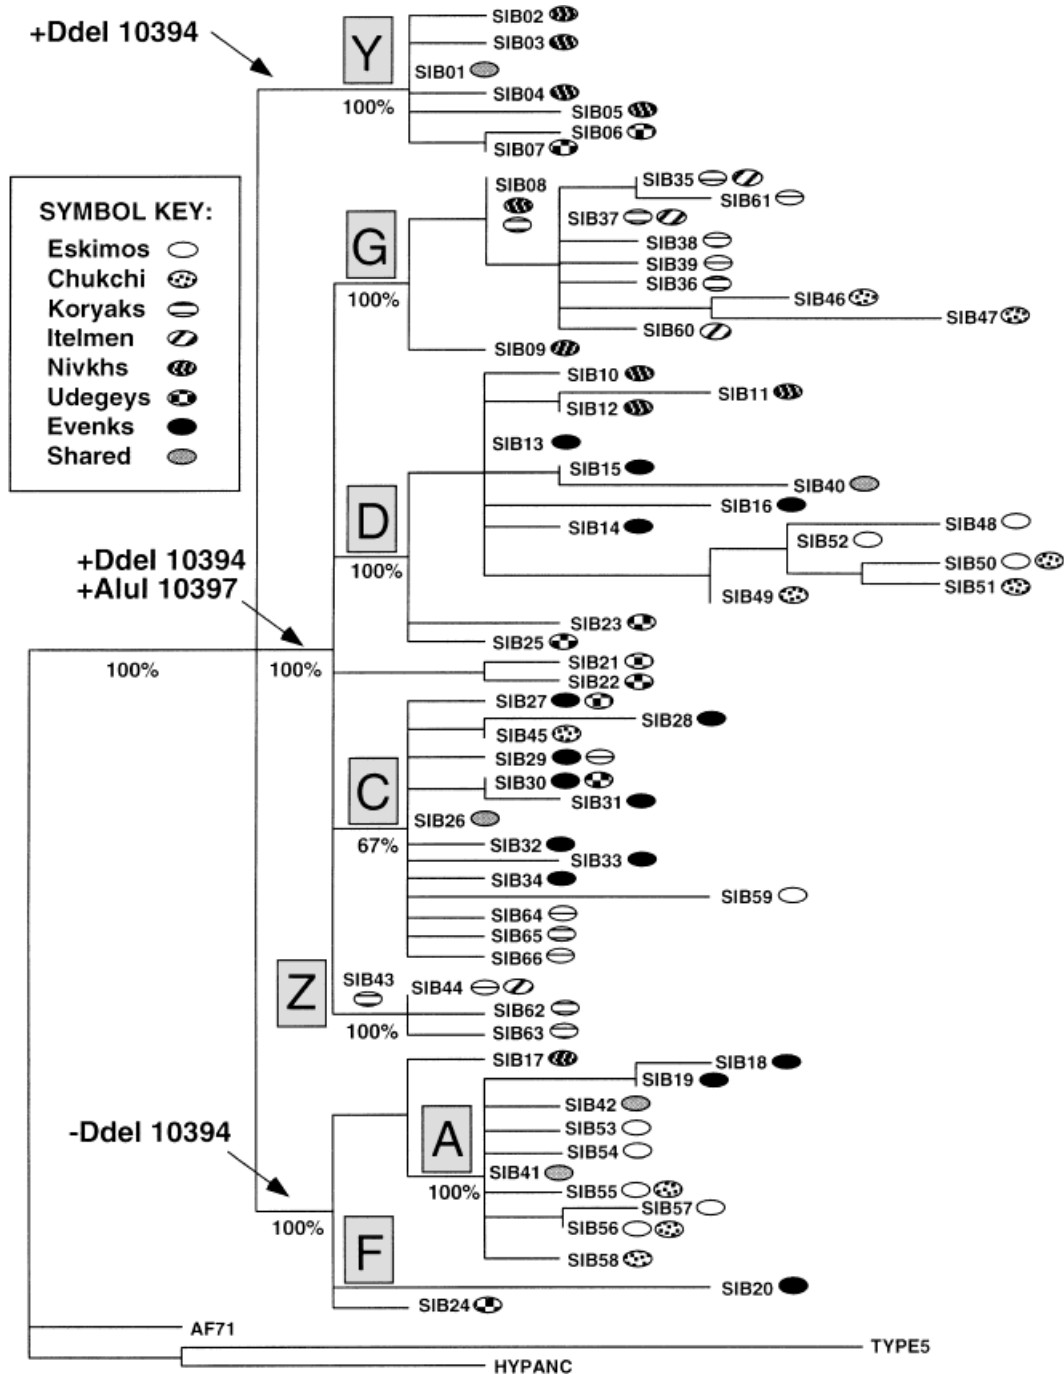 +DdeI 10394
Y
SIB02
SIB03
SIB01
100%
SIB04
SIB05
SIB06
SIB07
SYMBOL KEY:
Eskimos
Chukchi
Koryaks
Itelmen
Nivkhs
Udegeys
Evenks
Shared
G
100%
SIB08
SIB35
SIB61
SIB37
SIB38
SIB39
SIB36
SIB46
SIB47
SIB60
SIB09
SIB10
SIB11
SIB12
SIB13
SIB15
SIB40
SIB16
SIB14
D
100%
SIB48
SIB52
SIB50
SIB51
SIB49
+DdeI 10394
+AluI 10397
SIB23
SIB25
100%
100%
SIB21
SIB22
SIB27
SIB28
SIB45
SIB29
SIB30
SIB31
C
67%
SIB26
SIB32
SIB33
SIB34
SIB59
SIB64
SIB65
SIB66
Z
SIB43
SIB44
100%
SIB62
SIB63
SIB17
SIB18
SIB19
SIB42
-DdeI 10394
A
SIB53
SIB54
SIB41
100%
SIB55
SIB57
SIB56
100%
F
SIB58
SIB20
SIB24
AF71
TYPE5
HYPANC